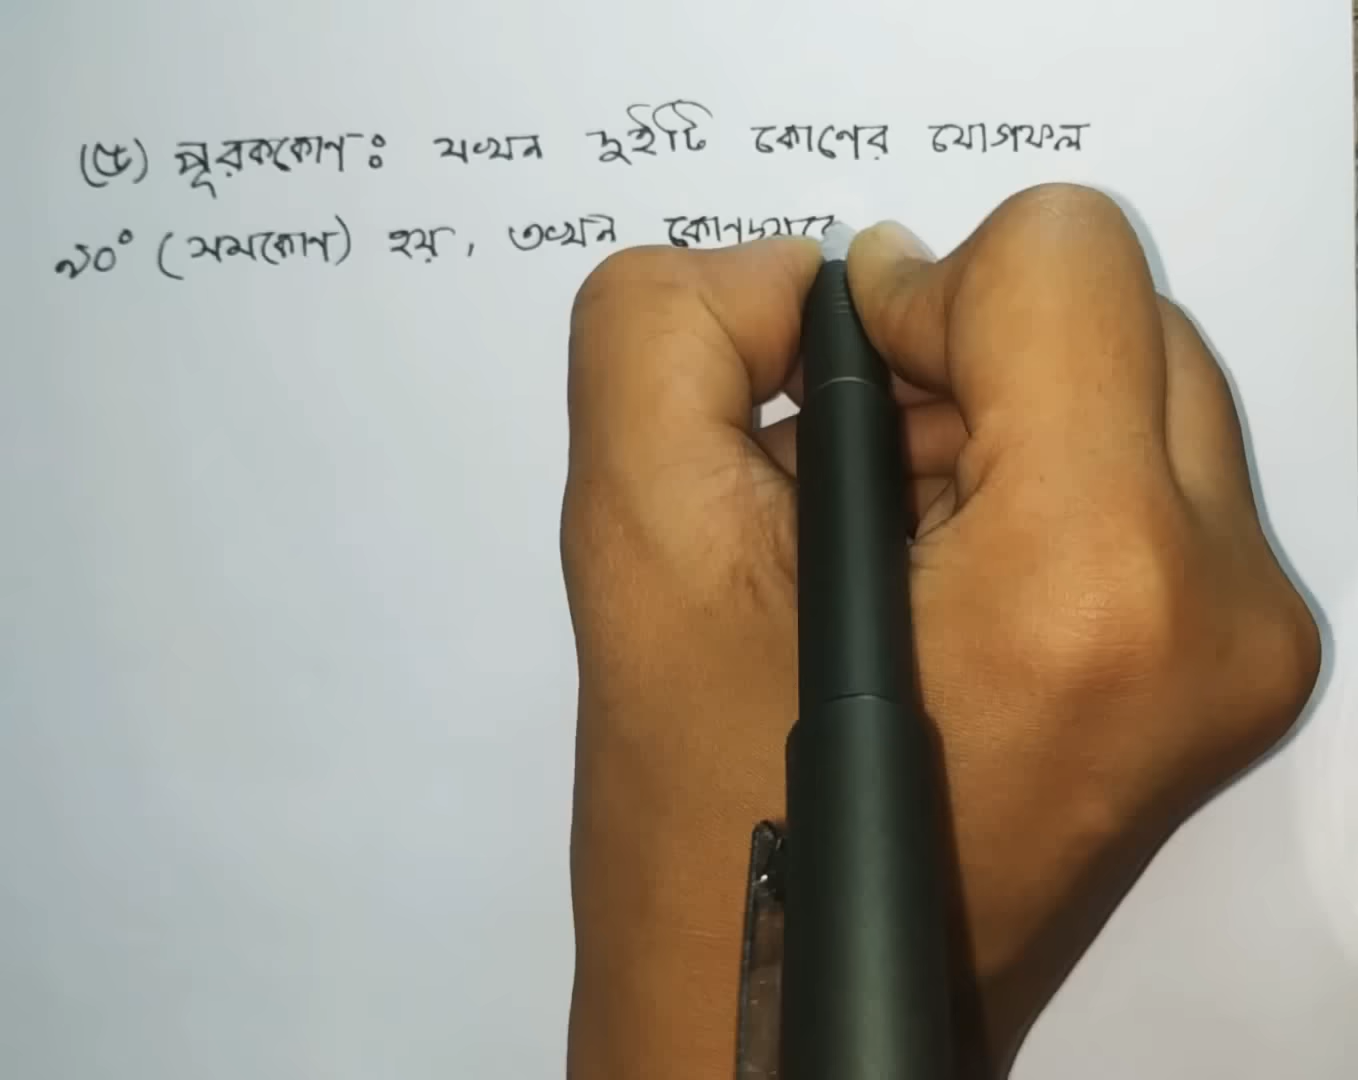 (৫) পূরককোণ: যখন দুইটি কোণের যোগফল
৯০° (সমকোণ) হয়, তখন